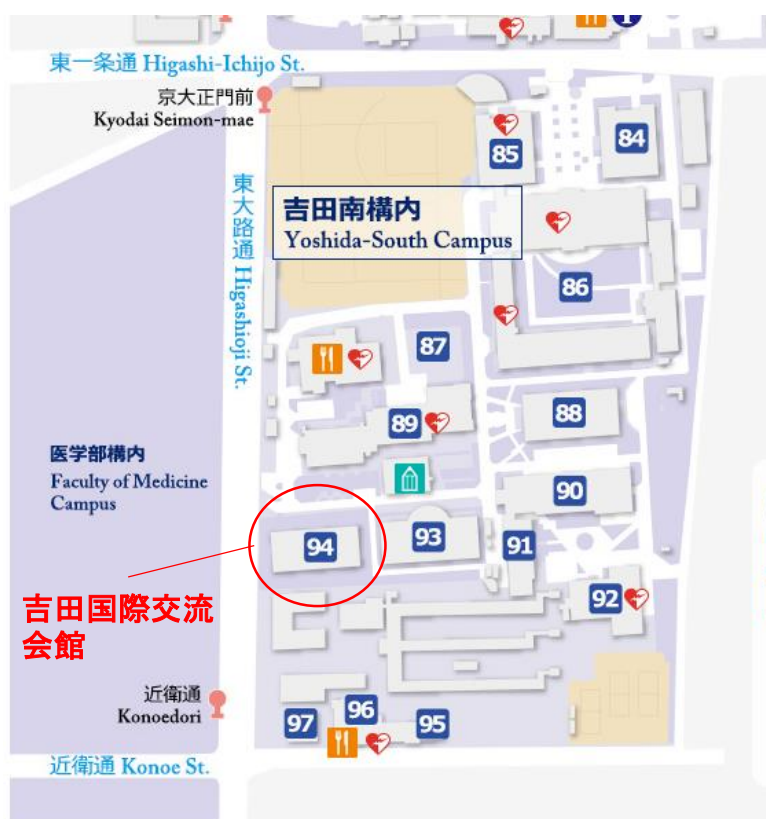 東一条通 Higashi-Ichijo St.
京大正門前
Kyodai Seimon-mae
85
84
東大路通 Higashioji St.
吉田南構内
Yoshida-South Campus
86
87
88
89
医学部構内
Faculty of Medicine
Campus
90
94
93
91
吉田国際交流
会館
92
近衛通
Konoedori
97
96
95
近衛通 Konoe St.